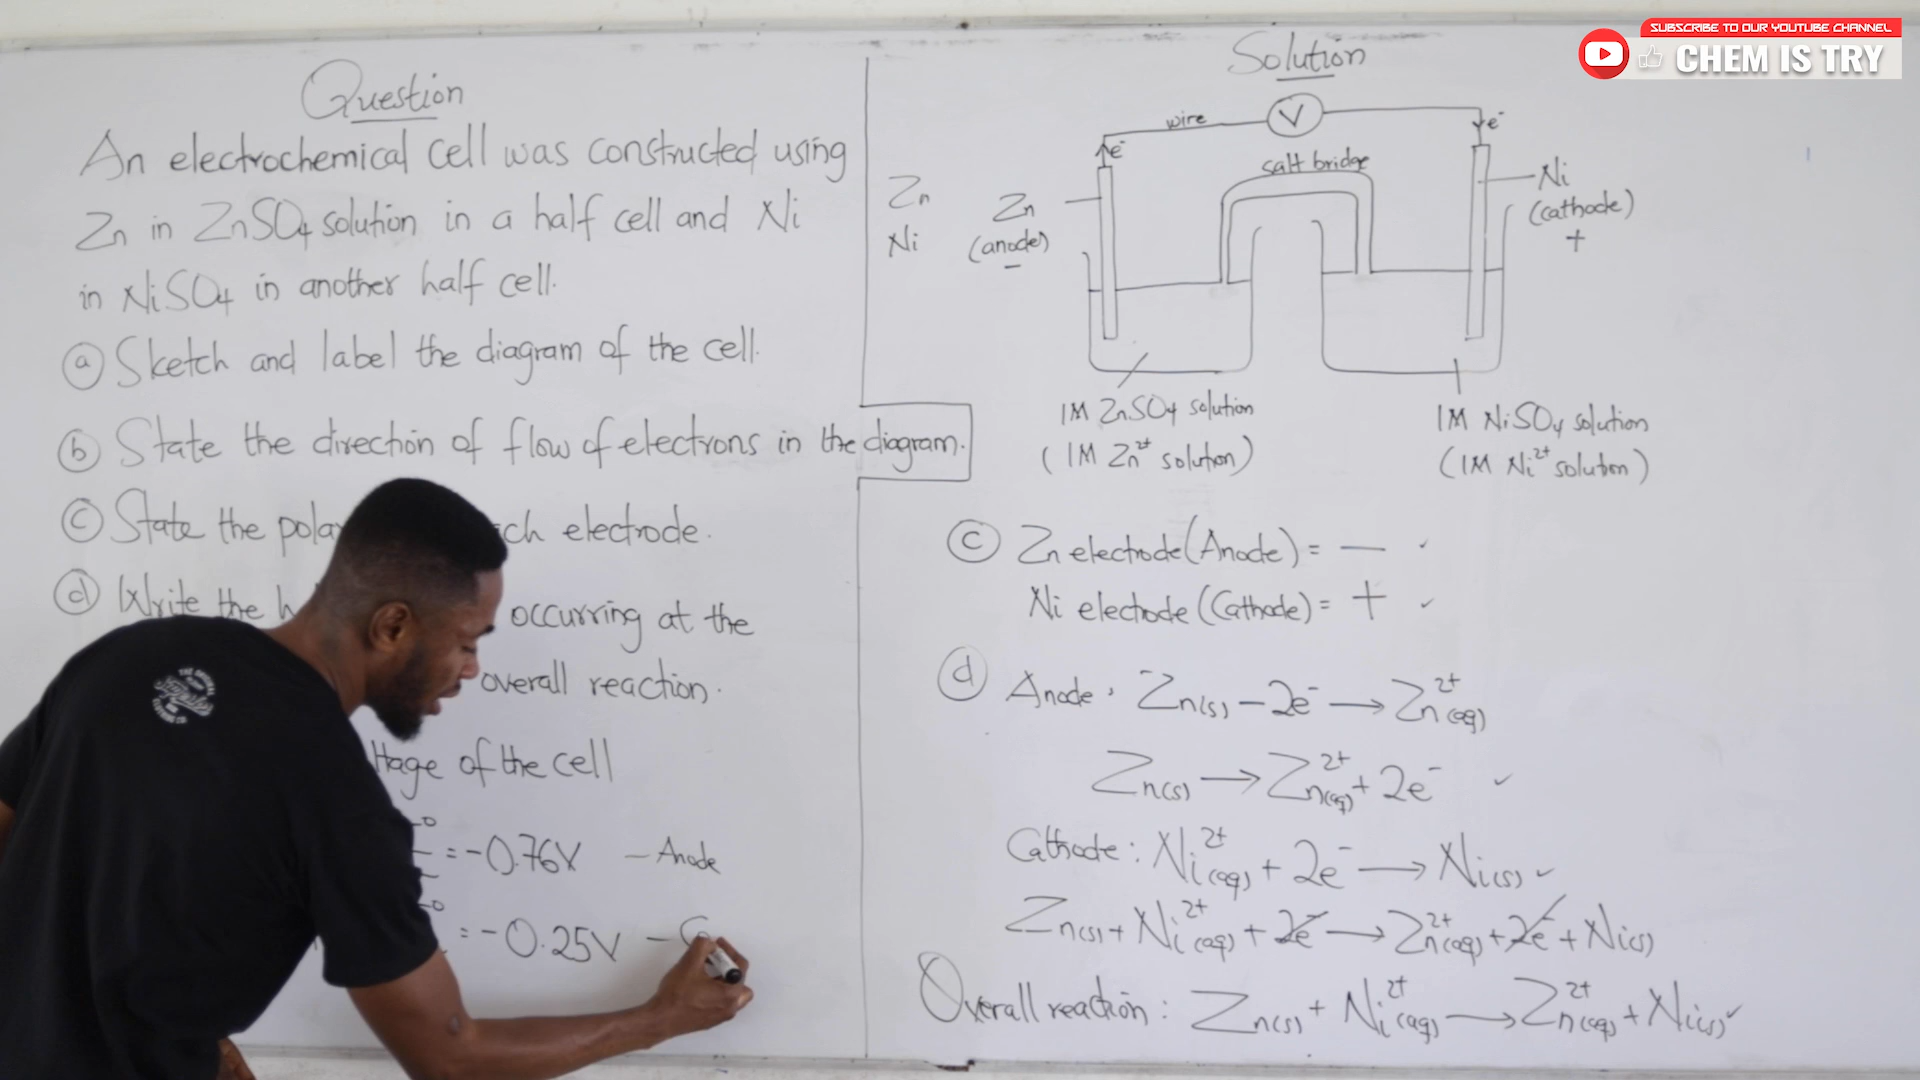 SUBSCRIBE TO OUR YOUTUBE CHANNEL
CHEM IS TRY
Question
An electrochemical cell was constructed using
Zn in ZnSO4 solution in a half cell and Ni
in NiSO4 in another half cell.
(a) Sketch and label the diagram of the cell.
(b) State the direction of flow of electrons in the diagram.
(c) State the ch electrode.
(d) Write the occurring at the
overall reaction.
of the cell
= -0.76V - Anode
= -0.25V -
Zn
Ni
Solution
wire
V
e⁻
e⁻
salt bridge
Zn
(anode)
-
Ni
(cathode)
+
1M ZnSO4 solution
(1M Zn²⁺ solution)
1M NiSO4 solution
(1M Ni²⁺ solution)
(c) Zn electrode (Anode) = - 
Ni electrode (Cathode) = +
(d) Anode: Zn(s) - 2e⁻ → Zn²⁺(aq)
Zn(s) → Zn²⁺(aq) + 2e⁻ ✓
Cathode: Ni²⁺(aq) + 2e⁻ → Ni(s) ✓
Zn(s) + Ni²⁺(aq) + 2e⁻ → Zn²⁺(aq) + 2e⁻ + Ni(s)
Overall reaction: Zn(s) + Ni²⁺(aq) → Zn²⁺(aq) + Ni(s) ✓